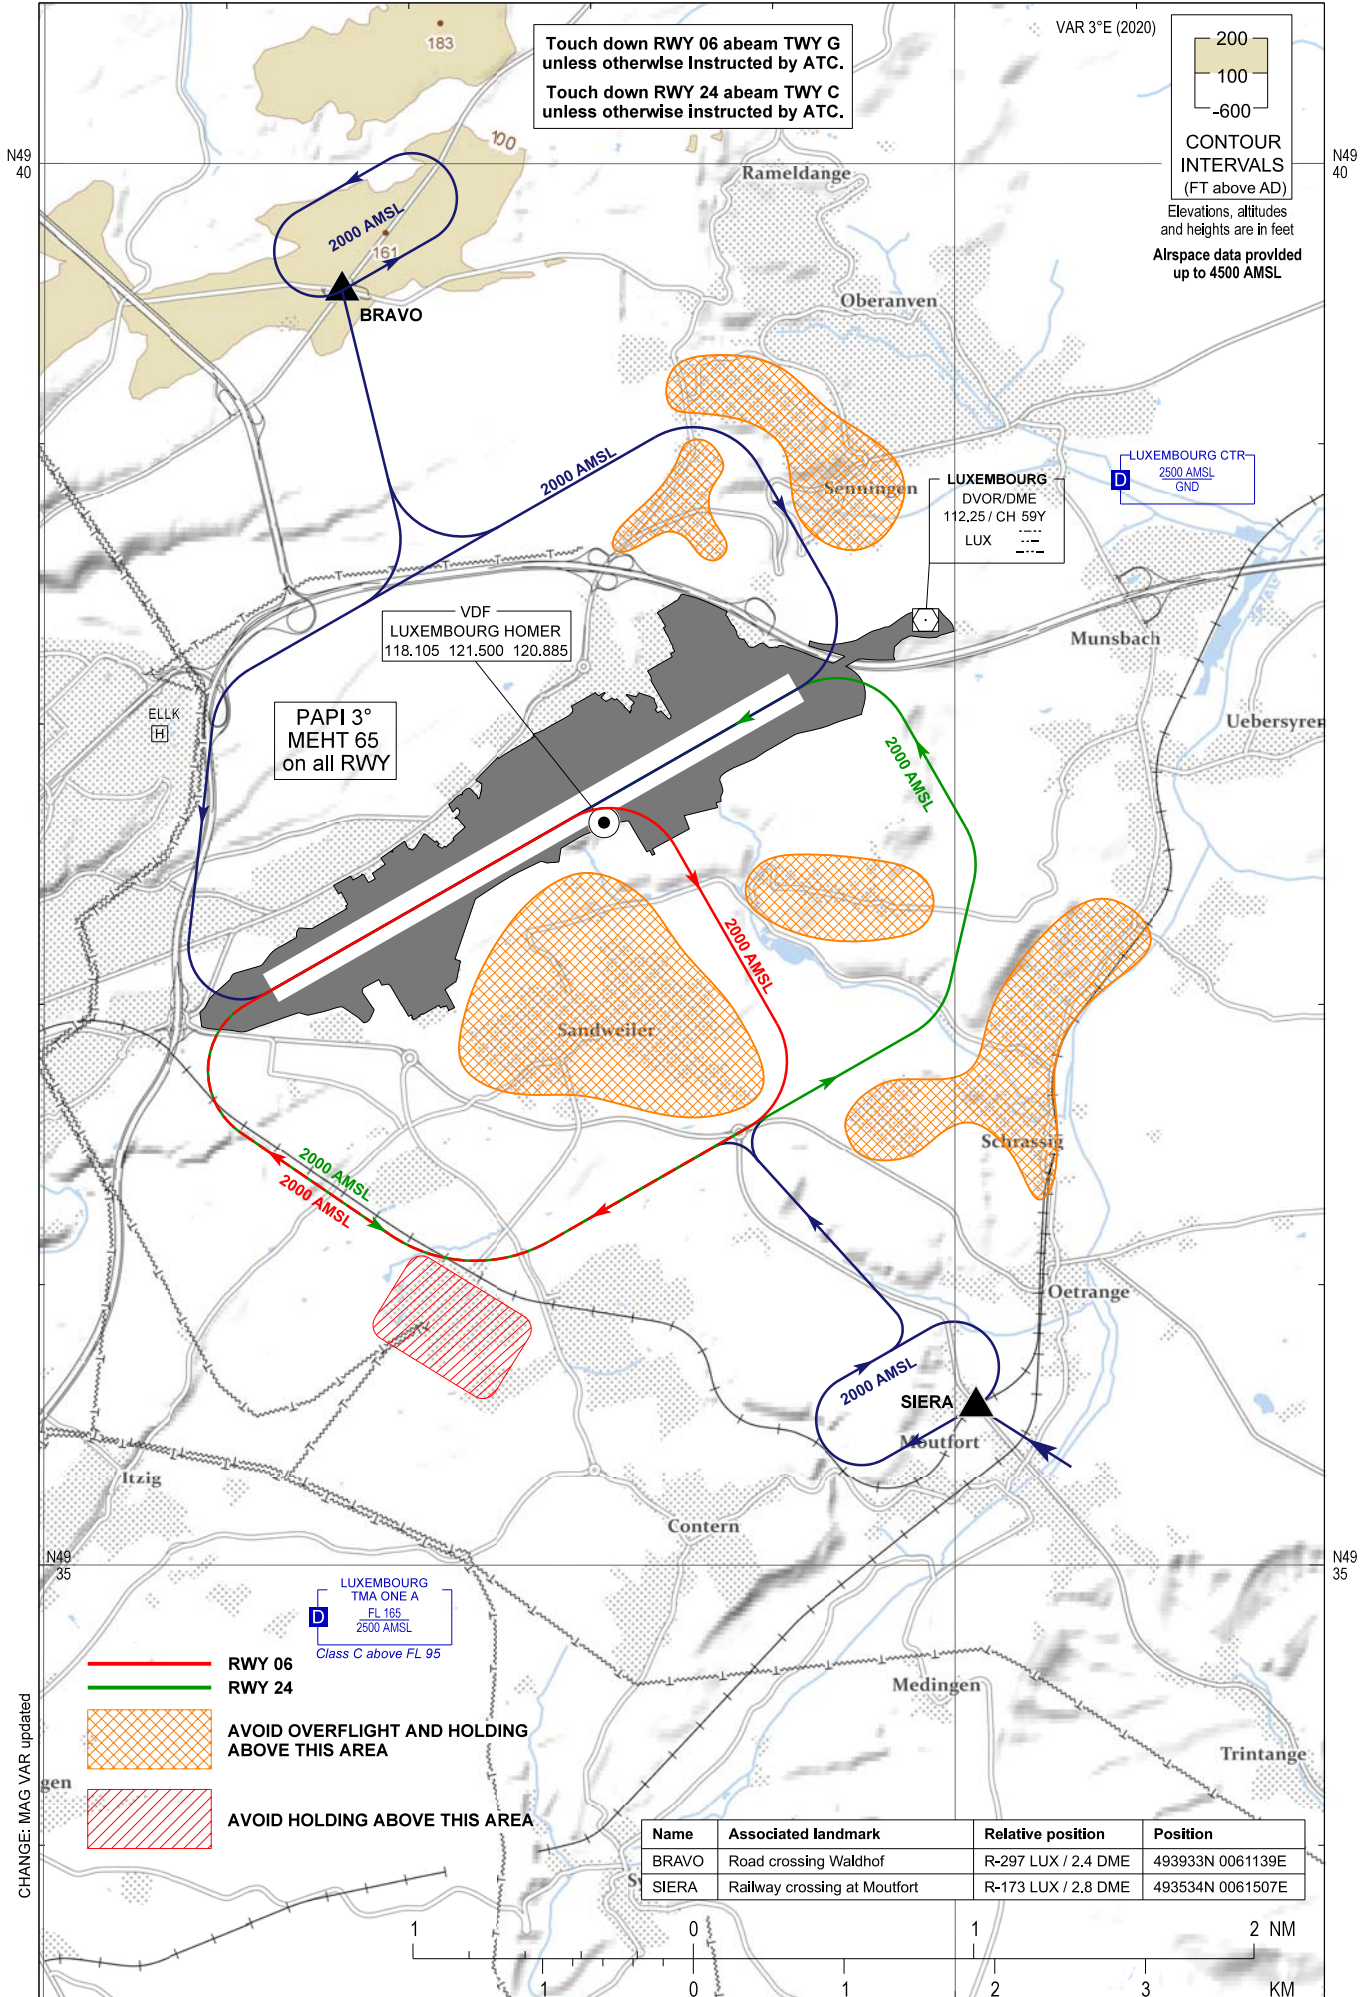 183
Touch down RWY 06 abeam TWY G
unless otherwise instructed by ATC.
Touch down RWY 24 abeam TWY C
unless otherwise instructed by ATC.
VAR 3°E (2020)
200
100
-600
CONTOUR
INTERVALS
(FT above AD)
Elevations, altitudes
and heights are in feet
Airspace data provided
up to 4500 AMSL
N49
40
N49
40
100
Rameldange
2000 AMSL
161
BRAVO
Oberanven
2000 AMSL
Senningen
LUXEMBOURG
DVOR/DME
112,25 / CH 59Y
LUX
LUXEMBOURG CTR
D
2500 AMSL
GND
VDF
LUXEMBOURG HOMER
118.105 121.500 120.885
Munsbach
ELLK
H
PAPI 3°
MEHT 65
on all RWY
Uebersyren
2000 AMSL
2000 AMSL
Sandweiler
Schrassig
2000 AMSL
2000 AMSL
Oetrange
2000 AMSL
SIERA
Moutfort
Itzig
Contern
N49
35
N49
35
LUXEMBOURG
TMA ONE A
D
FL 165
2500 AMSL
Class C above FL 95
RWY 06
RWY 24
Medingen
AVOID OVERFLIGHT AND HOLDING
ABOVE THIS AREA
Trintange
gen
AVOID HOLDING ABOVE THIS AREA
CHANGE: MAG VAR updated
Name Associated landmark Relative position Position
BRAVO Road crossing Waldhof R-297 LUX / 2,4 DME 493933N 0061139E
SIERA Railway crossing at Moutfort R-173 LUX / 2,8 DME 493534N 0061507E
1 0 1 2 NM
1 0 1 2 3 KM